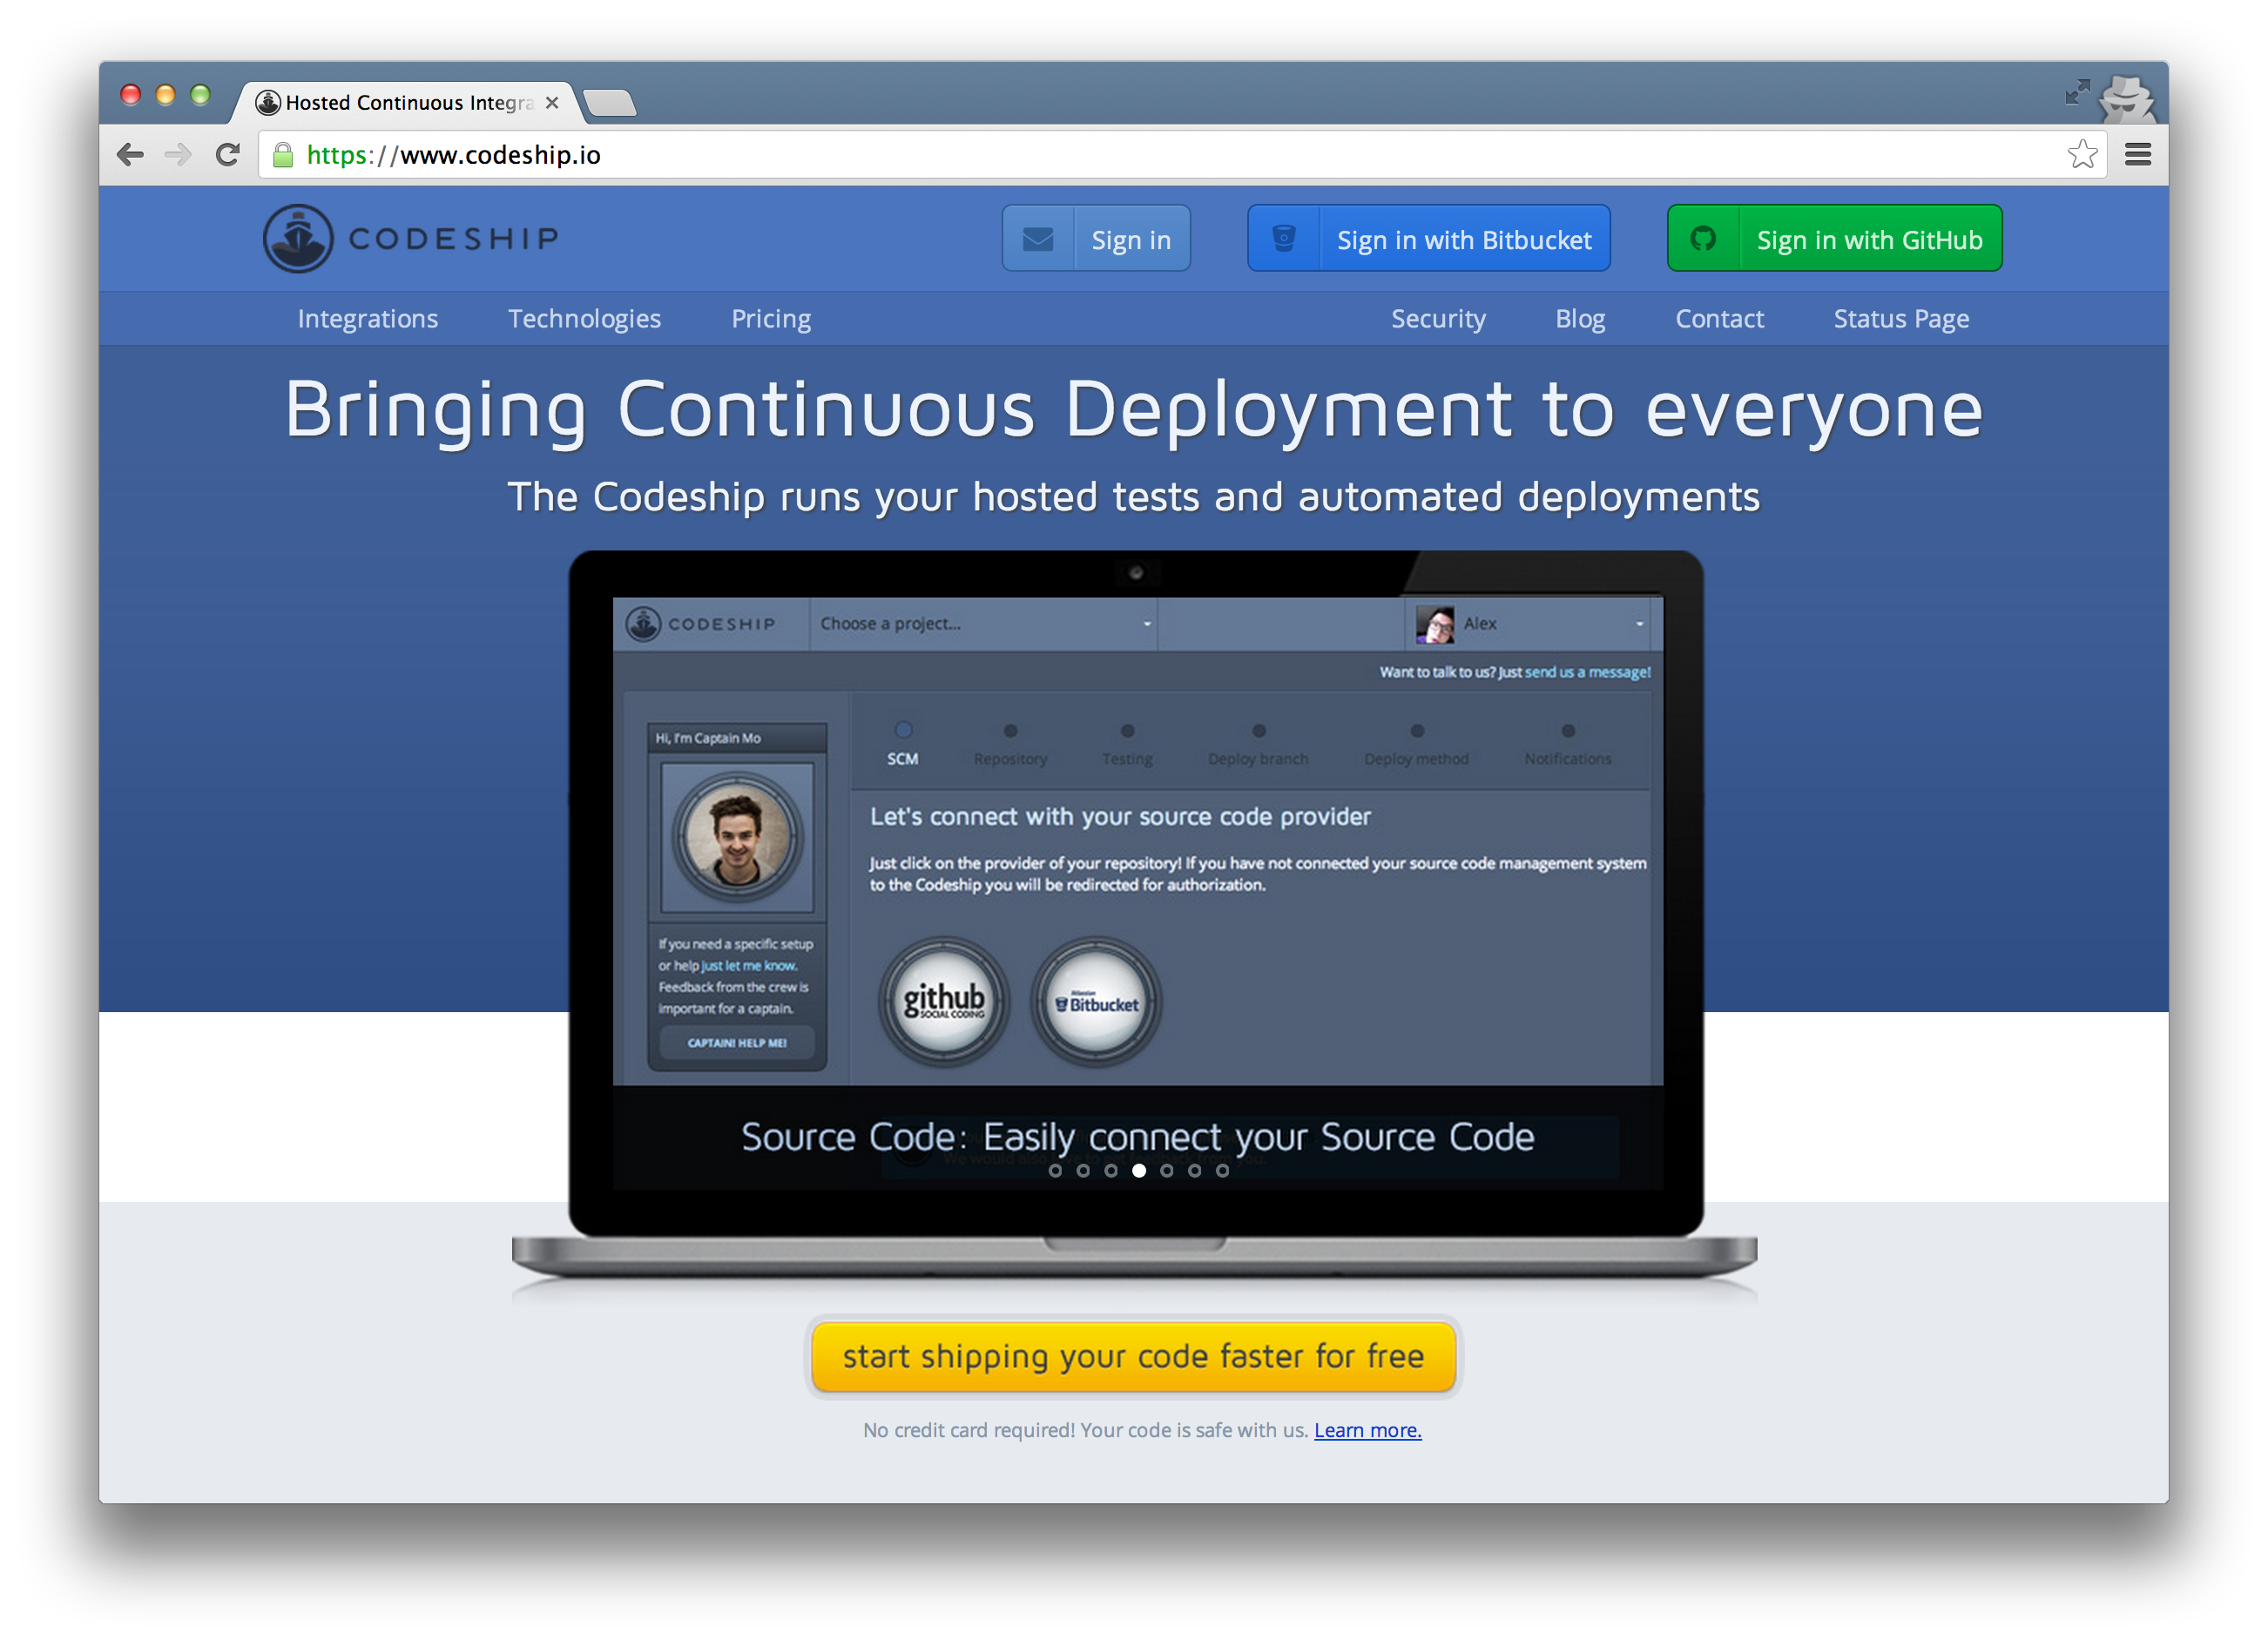 Hosted Continuous Integra
https://www.codeship.io
CODESHIP
Sign in
Sign in with Bitbucket
Sign in with GitHub
Integrations
Technologies
Pricing
Security
Blog
Contact
Status Page
Bringing Continuous Deployment to everyone
The Codeship runs your hosted tests and automated deployments
CODESHIP
Choose a project...
Alex
Want to talk to us? Just send us a message!
Hi, I'm Captain Mo
SCM
Repository
Testing
Deploy branch
Deploy method
Notifications
Let's connect with your source code provider
Just click on the provider of your repository! If you have not connected your source code management system
to the Codeship you will be redirected for authorization.
If you need a specific setup
or help just let me know.
Feedback from the crew is
important for a captain.
CAPTAIN! HELP ME!
github
SOCIAL CODING
Atlassian
Bitbucket
Source Code: Easily connect your Source Code
start shipping your code faster for free
No credit card required! Your code is safe with us. Learn more.